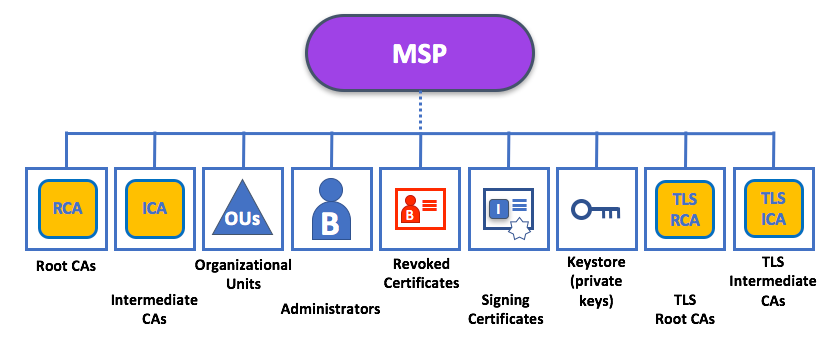 MSP
RCA
ICA
OUs
B
B
I
TLS
RCA
TLS
ICA
Root CAs
Intermediate
CAs
Organizational
Units
Administrators
Revoked
Certificates
Signing
Certificates
Keystore
(private
keys)
TLS
Root CAs
TLS
Intermediate
CAs